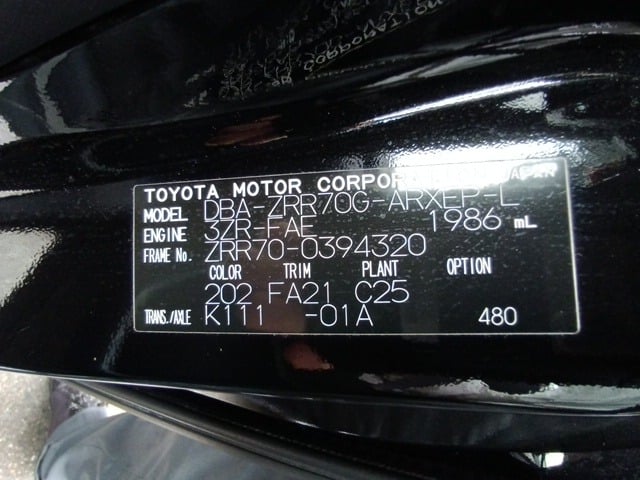 TOYOTA MOTOR CORPORATION JAPAN
MODEL DBA-ZRR70G-ARXEP-L
ENGINE 3ZR-FAE 1986 mL
FRAME No. ZRR70-0394320
COLOR TRIM PLANT OPTION
202 FA21 C25
TRANS./AXLE K111 -01A 480